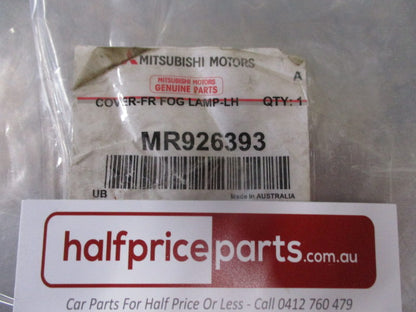 MITSUBISHI MOTORS
A
MITSUBISHI MOTORS
GENUINE PARTS
COVER-FR FOG LAMP-LH QTY: 1
MR926393
UB Made in AUSTRALIA
halfpriceparts.com.au
Car Parts For Half Price Or Less - Call 0412 760 479